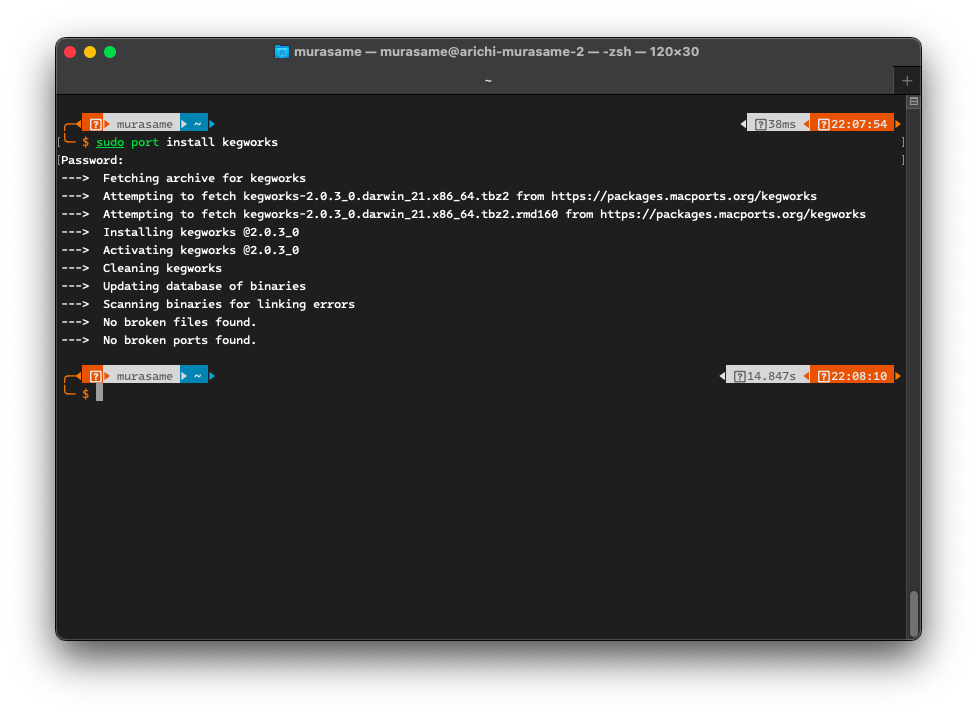 murasame — murasame@arichi-murasame-2 — -zsh — 120×30
~
murasame ~ 38ms 22:07:54
$ sudo port install kegworks
Password:
---> Fetching archive for kegworks
---> Attempting to fetch kegworks-2.0.3_0.darwin_21.x86_64.tbz2 from https://packages.macports.org/kegworks
---> Attempting to fetch kegworks-2.0.3_0.darwin_21.x86_64.tbz2.rmd160 from https://packages.macports.org/kegworks
---> Installing kegworks @2.0.3_0
---> Activating kegworks @2.0.3_0
---> Cleaning kegworks
---> Updating database of binaries
---> Scanning binaries for linking errors
---> No broken files found.
---> No broken ports found.
murasame ~ 14.847s 22:08:10
$